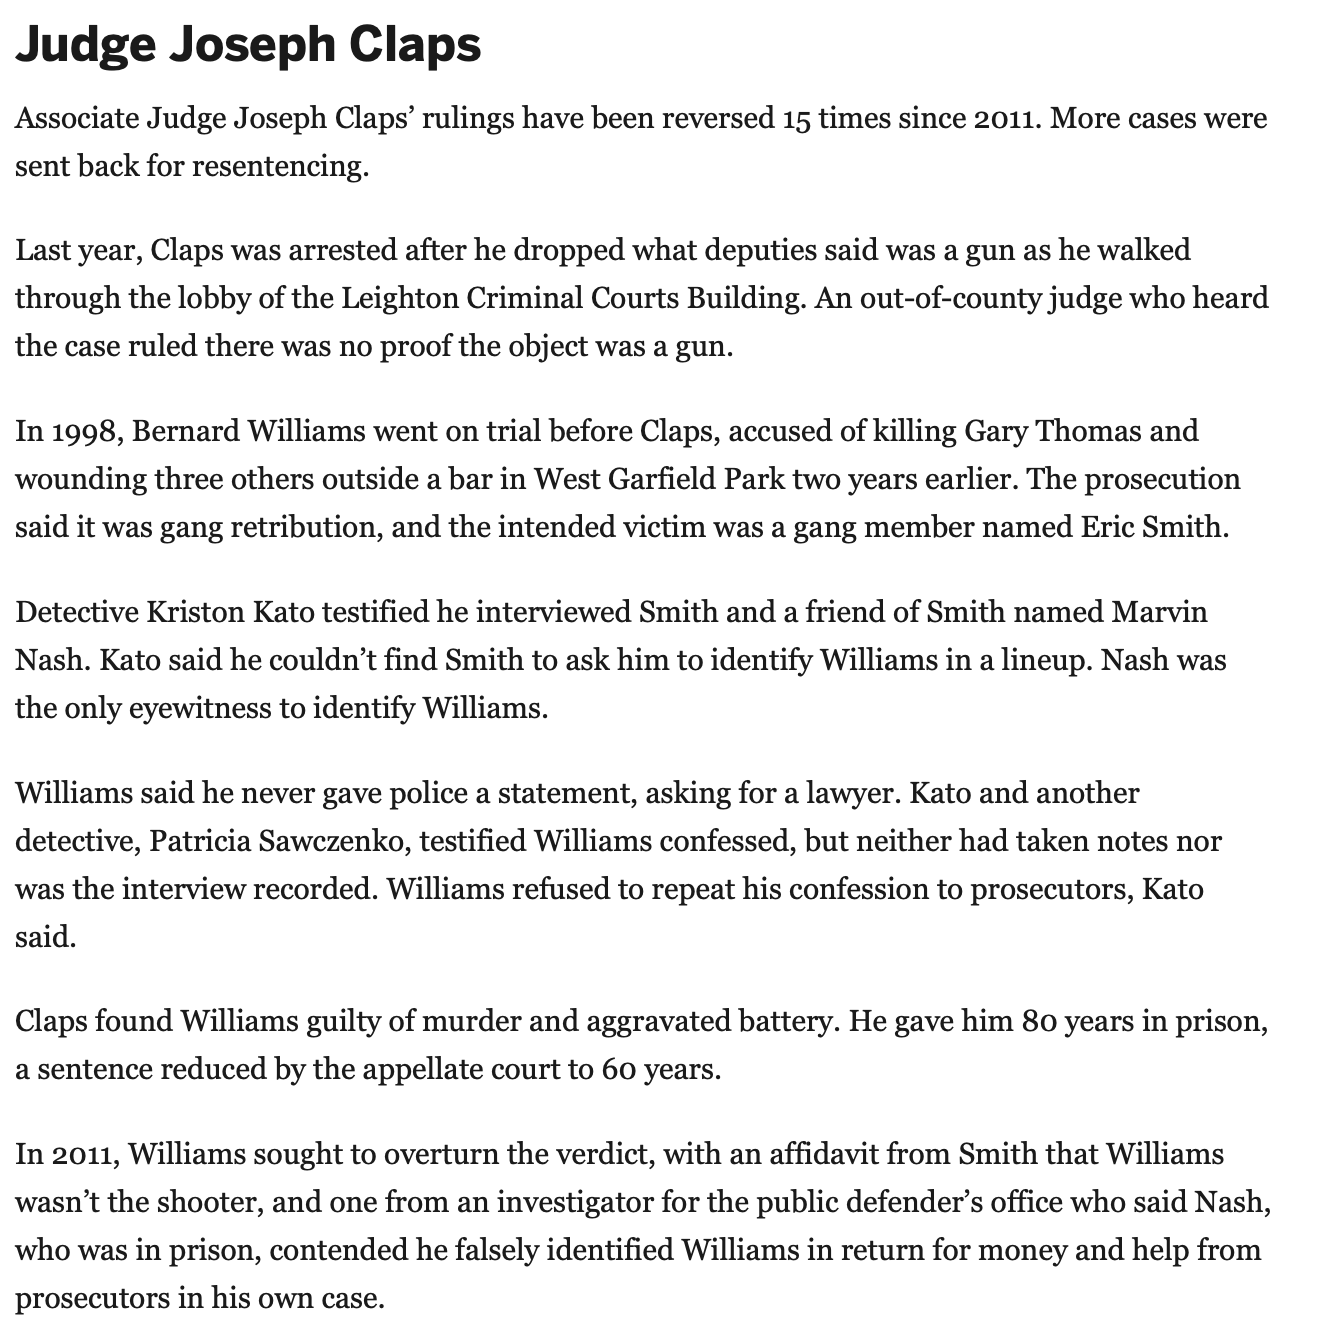 Judge Joseph Claps
Associate Judge Joseph Claps’ rulings have been reversed 15 times since 2011. More cases were
sent back for resentencing.
Last year, Claps was arrested after he dropped what deputies said was a gun as he walked
through the lobby of the Leighton Criminal Courts Building. An out-of-county judge who heard
the case ruled there was no proof the object was a gun.
In 1998, Bernard Williams went on trial before Claps, accused of killing Gary Thomas and
wounding three others outside a bar in West Garfield Park two years earlier. The prosecution
said it was gang retribution, and the intended victim was a gang member named Eric Smith.
Detective Kriston Kato testified he interviewed Smith and a friend of Smith named Marvin
Nash. Kato said he couldn’t find Smith to ask him to identify Williams in a lineup. Nash was
the only eyewitness to identify Williams.
Williams said he never gave police a statement, asking for a lawyer. Kato and another
detective, Patricia Sawczenko, testified Williams confessed, but neither had taken notes nor
was the interview recorded. Williams refused to repeat his confession to prosecutors, Kato
said.
Claps found Williams guilty of murder and aggravated battery. He gave him 80 years in prison,
a sentence reduced by the appellate court to 60 years.
In 2011, Williams sought to overturn the verdict, with an affidavit from Smith that Williams
wasn’t the shooter, and one from an investigator for the public defender’s office who said Nash,
who was in prison, contended he falsely identified Williams in return for money and help from
prosecutors in his own case.